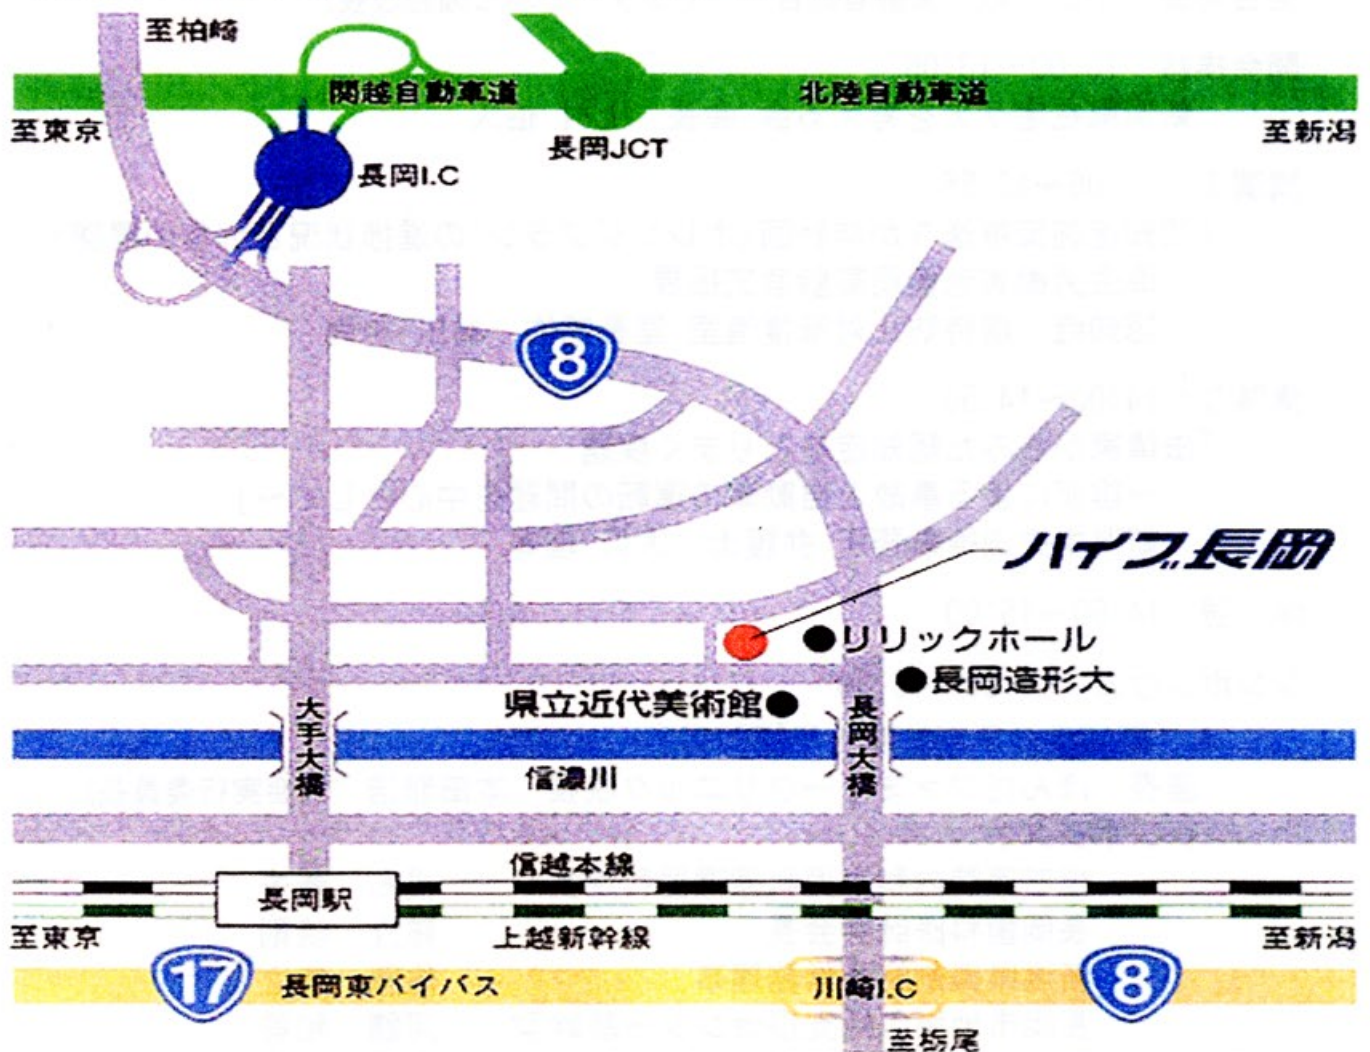 至柏崎
関越自動車道
北陸自動車道
至東京
長岡JCT
至新潟
長岡I.C
8
ハイブ長岡
リリックホール
長岡造形大
県立近代美術館
大手大橋
長岡大橋
信濃川
信越本線
長岡駅
至東京
上越新幹線
至新潟
17
長岡東バイパス
川崎I.C
8
至栃尾